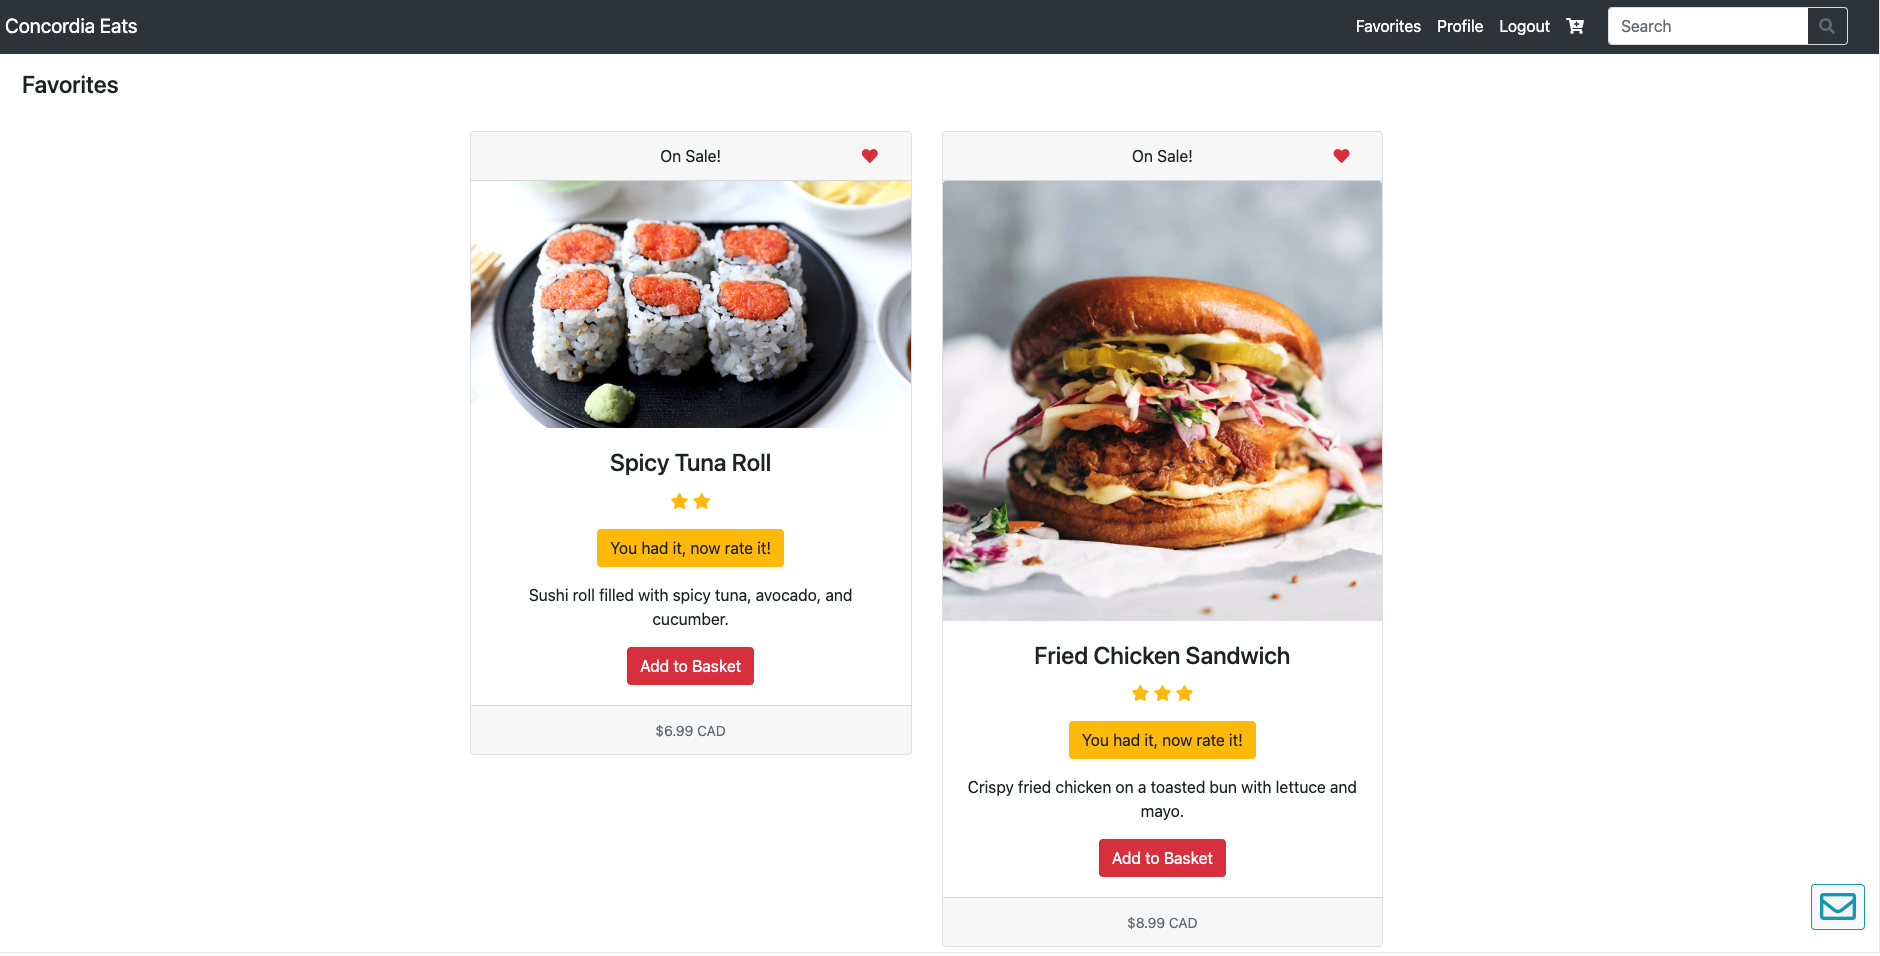 Concordia Eats
Favorites Profile Logout
Search
Favorites
On Sale!
Spicy Tuna Roll
You had it, now rate it!
Sushi roll filled with spicy tuna, avocado, and
cucumber.
Add to Basket
$6.99 CAD
On Sale!
Fried Chicken Sandwich
You had it, now rate it!
Crispy fried chicken on a toasted bun with lettuce and
mayo.
Add to Basket
$8.99 CAD